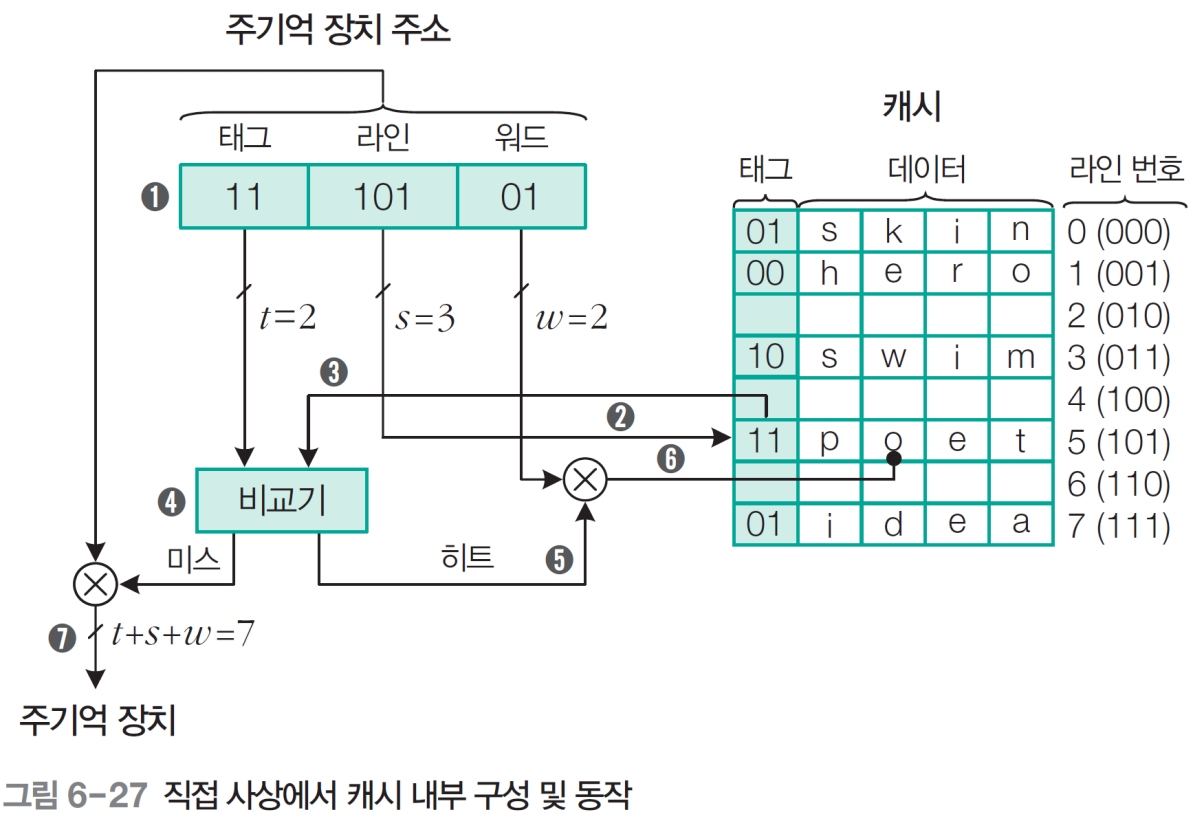 주기억 장치 주소
태그 라인 워드
❶ 11 101 01
t=2 s=3 w=2
❸
❷
❹ 비교기
❻
미스 히트 ❺
❼ t+s+w=7
주기억 장치
캐시
태그 데이터 라인 번호
01 s k i n 0 (000)
00 h e r o 1 (001)
2 (010)
10 s w i m 3 (011)
4 (100)
11 p o e t 5 (101)
6 (110)
01 i d e a 7 (111)
그림 6-27 직접 사상에서 캐시 내부 구성 및 동작